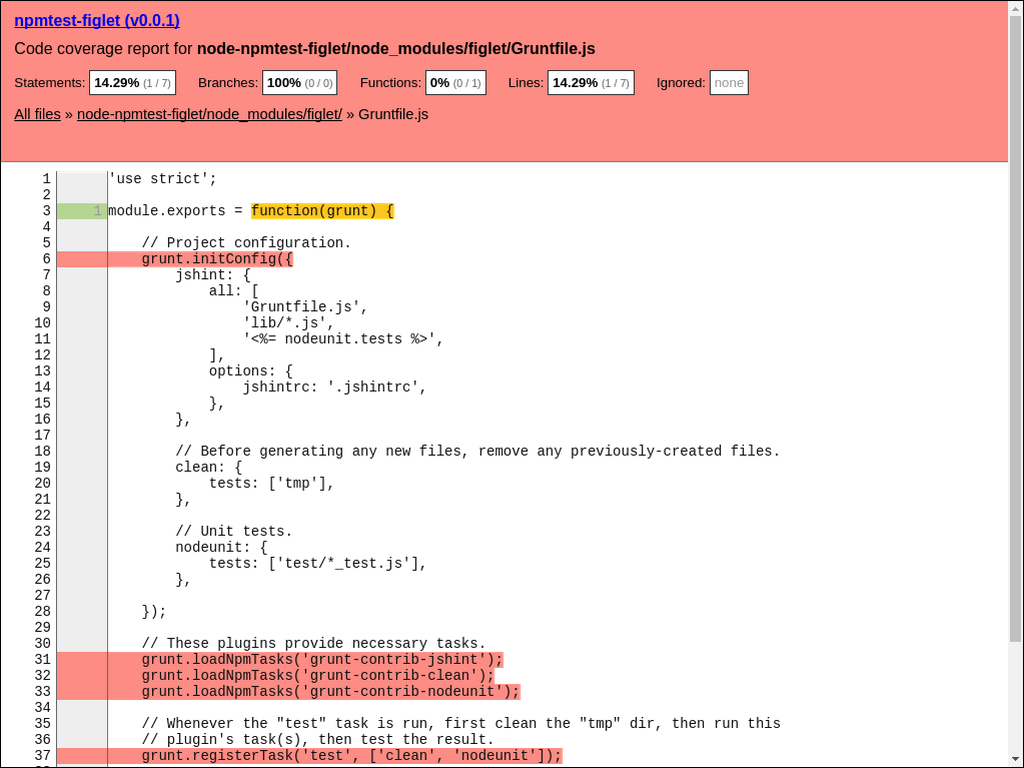 npmtest-figlet (v0.0.1)
Code coverage report for node-npmtest-figlet/node_modules/figlet/Gruntfile.js
Statements: 14.29% (1 / 7) Branches: 100% (0 / 0) Functions: 0% (0 / 1) Lines: 14.29% (1 / 7) Ignored: none
All files » node-npmtest-figlet/node_modules/figlet/ » Gruntfile.js
1 'use strict';
2
3 1 module.exports = function(grunt) {
4
5 // Project configuration.
6 grunt.initConfig({
7 jshint: {
8 all: [
9 'Gruntfile.js',
10 'lib/*.js',
11 '<%= nodeunit.tests %>',
12 ],
13 options: {
14 jshintrc: '.jshintrc',
15 },
16 },
17
18 // Before generating any new files, remove any previously-created files.
19 clean: {
20 tests: ['tmp'],
21 },
22
23 // Unit tests.
24 nodeunit: {
25 tests: ['test/*_test.js'],
26 },
27
28 });
29
30 // These plugins provide necessary tasks.
31 grunt.loadNpmTasks('grunt-contrib-jshint');
32 grunt.loadNpmTasks('grunt-contrib-clean');
33 grunt.loadNpmTasks('grunt-contrib-nodeunit');
34
35 // Whenever the "test" task is run, first clean the "tmp" dir, then run this
36 // plugin's task(s), then test the result.
37 grunt.registerTask('test', ['clean', 'nodeunit']);